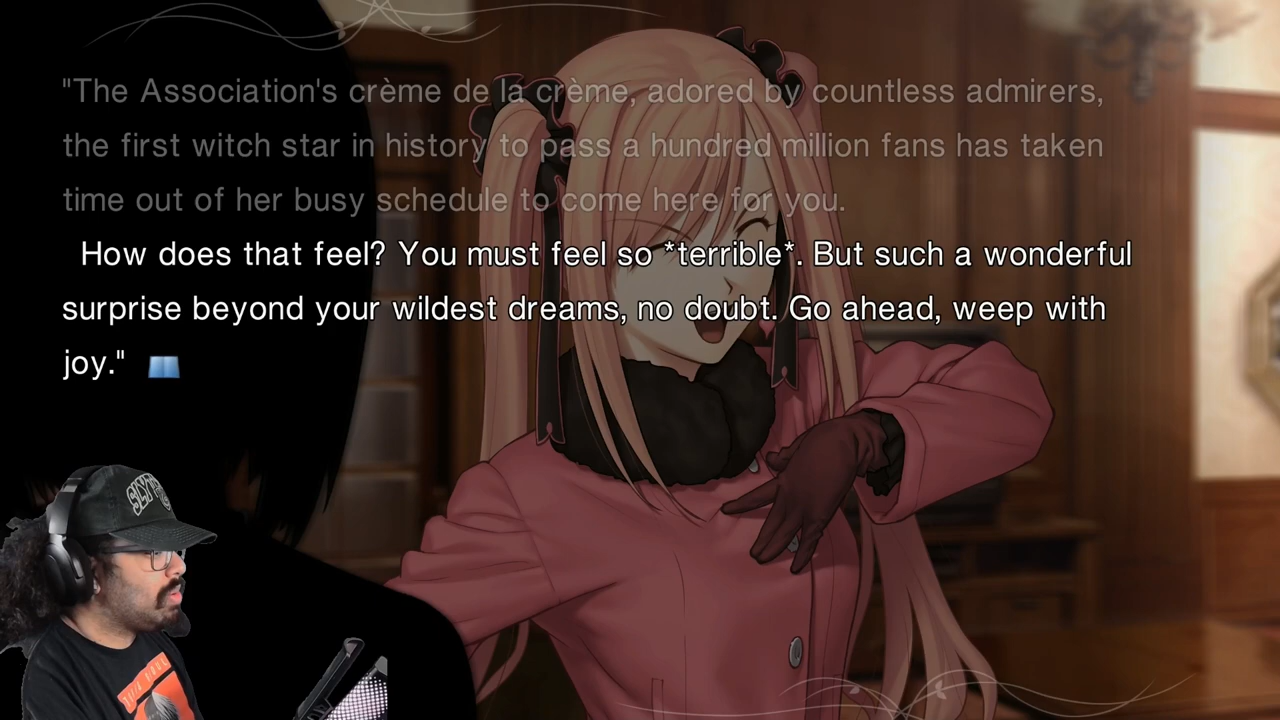 "The Association's crème de la crème, adored by countless admirers,
the first witch star in history to pass a hundred million fans has taken
time out of her busy schedule to come here for you.
How does that feel? You must feel so *terrible*. But such a wonderful
surprise beyond your wildest dreams, no doubt. Go ahead, weep with
joy."